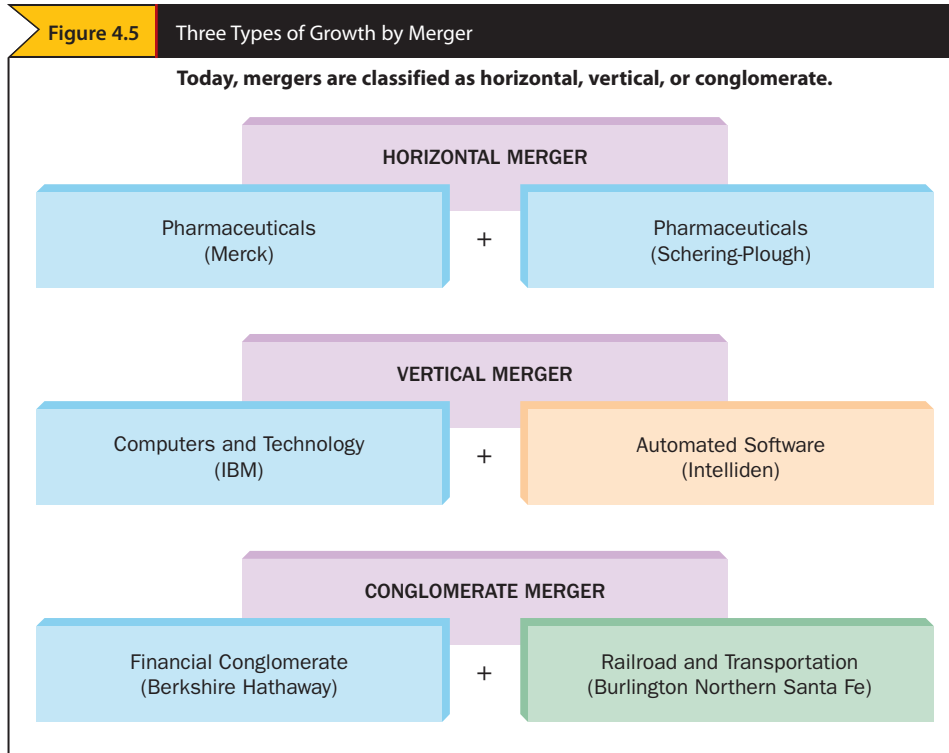 Figure 4.5 Three Types of Growth by Merger
Today, mergers are classified as horizontal, vertical, or conglomerate.
HORIZONTAL MERGER
Pharmaceuticals
(Merck)
+
Pharmaceuticals
(Schering-Plough)
VERTICAL MERGER
Computers and Technology
(IBM)
+
Automated Software
(Intelliden)
CONGLOMERATE MERGER
Financial Conglomerate
(Berkshire Hathaway)
+
Railroad and Transportation
(Burlington Northern Santa Fe)